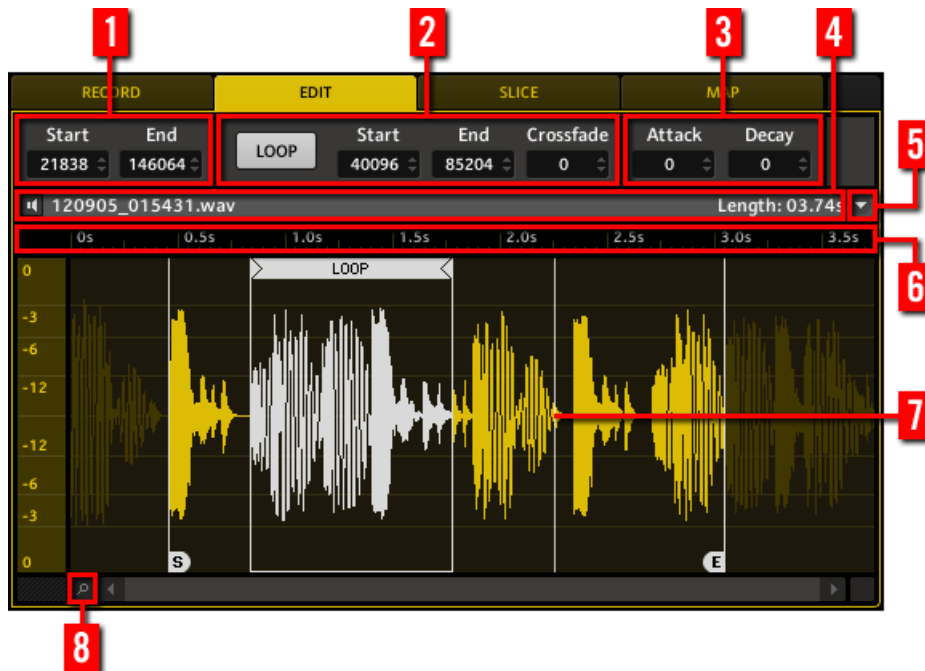 1 2 3 4
RECORD EDIT SLICE MAP
Start End LOOP Start End Crossfade Attack Decay
21838 146064 40096 85204 0 0 0
5
120905_015431.wav Length: 03.74s
0s 0.5s 1.0s 1.5s 2.0s 2.5s 3.0s 3.5s
6
0 LOOP
-3
-6
-12
7
-12
-6
-3
0 S E
8